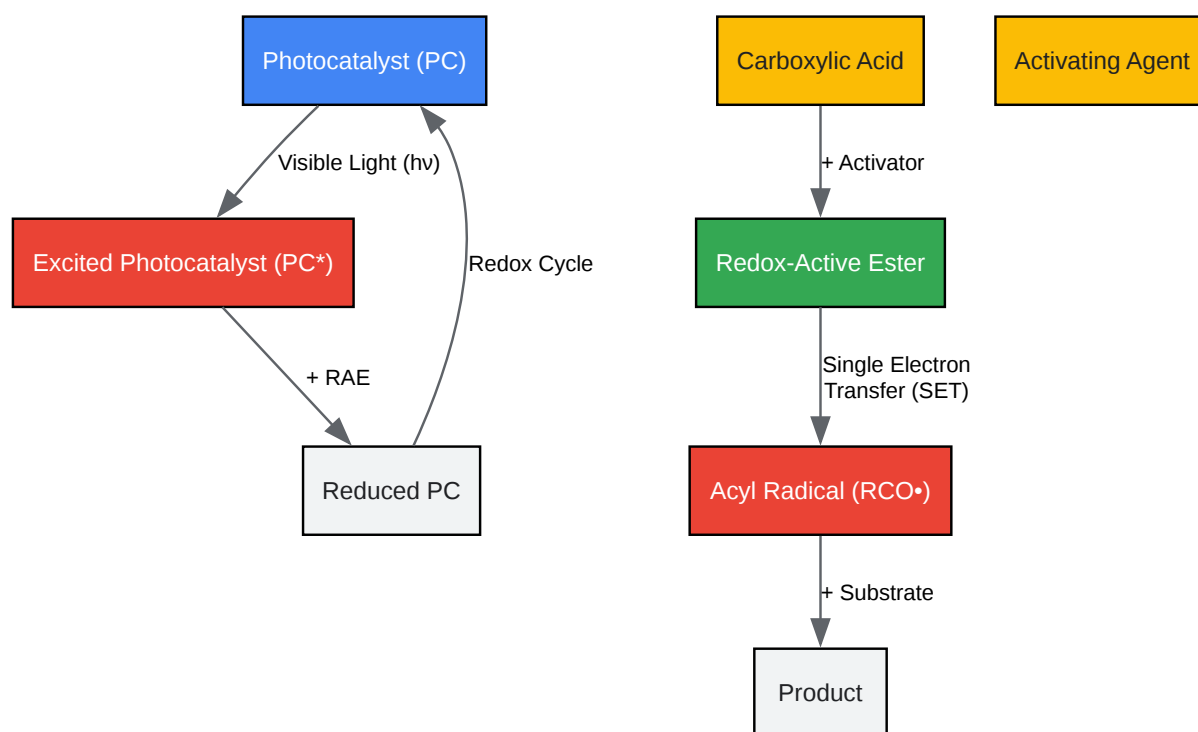 Photocatalyst (PC)
Carboxylic Acid
Activating Agent
Visible Light (hν)
+ Activator
Excited Photocatalyst (PC*)
Redox Cycle
Redox-Active Ester
+ RAE
Single Electron
Transfer (SET)
Reduced PC
Acyl Radical (RCO•)
+ Substrate
Product